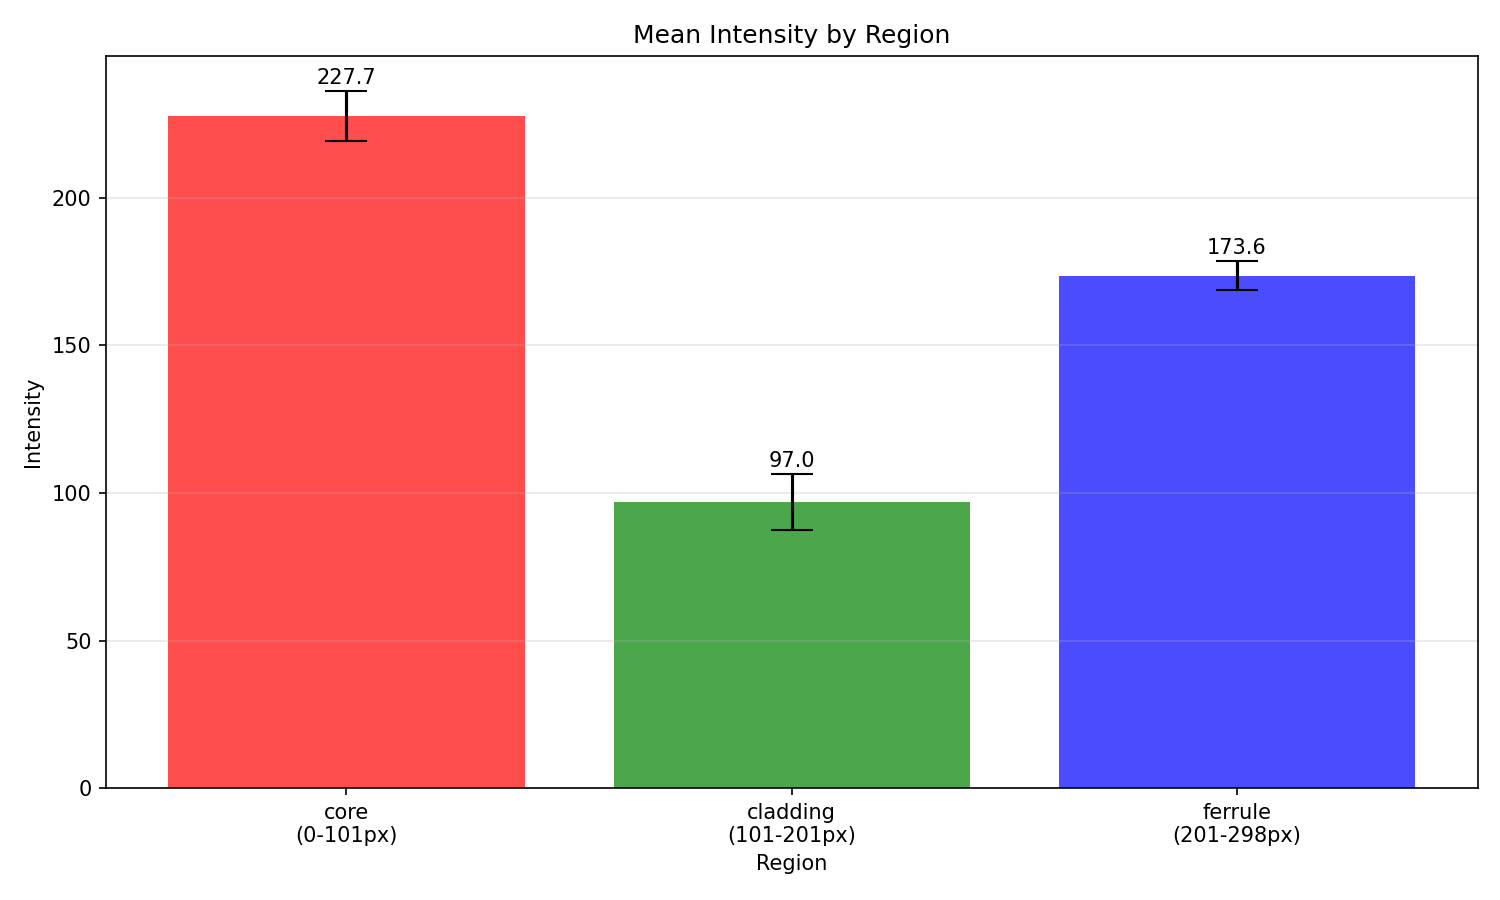 Mean Intensity by Region
227.7
173.6
97.0
200
150
100
50
0
Intensity
core
(0-101px)
cladding
(101-201px)
ferrule
(201-298px)
Region